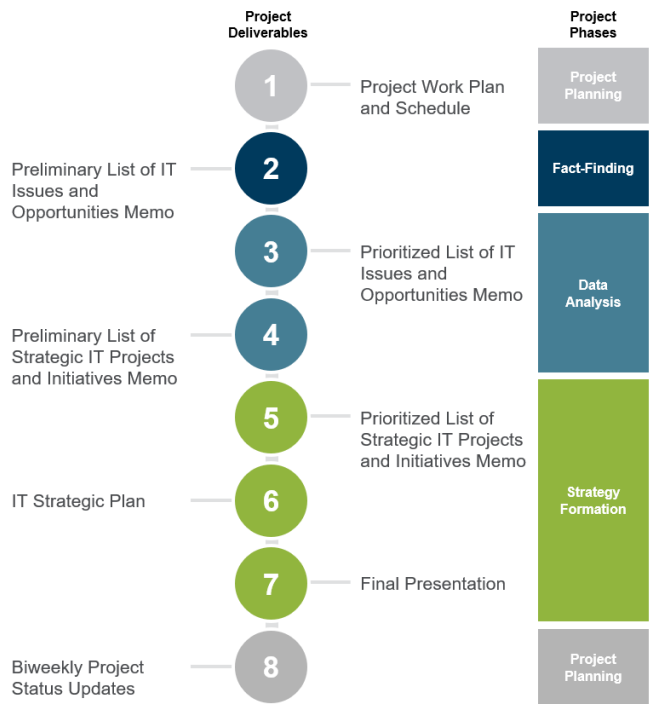 Project
Deliverables
Project
Phases
1
Project Work Plan
and Schedule
Project
Planning
Preliminary List of IT
Issues and
Opportunities Memo
2
Fact-Finding
3
Prioritized List of IT
Issues and
Opportunities Memo
Data
Analysis
Preliminary List of
Strategic IT Projects
and Initiatives Memo
4
5
Prioritized List of
Strategic IT Projects
and Initiatives Memo
Strategy
Formation
IT Strategic Plan
6
7
Final Presentation
Biweekly Project
Status Updates
8
Project
Planning